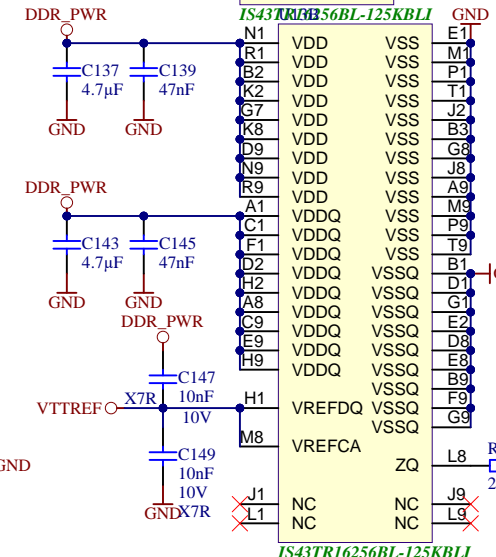 IS43TR16256BL-125KBLI
DDR_PWR
GND
N1 VDD VSS E1
R1 VDD VSS M1
C137 C139 B2 VDD VSS P1
4.7µF 47nF K2 VDD VSS T1
G7 VDD VSS J2
GND GND K8 VDD VSS B3
D9 VDD VSS G8
N9 VDD VSS J8
DDR_PWR R9 VDD VSS A9
A1 VDDQ VSS M9
C1 VDDQ VSS P9
C143 C145 F1 VDDQ VSS T9
4.7µF 47nF D2 VDDQ VSSQ B1
H2 VDDQ VSSQ D1
GND GND A8 VDDQ VSSQ G1
DDR_PWR C9 VDDQ VSSQ E2
E9 VDDQ VSSQ D8
H9 VDDQ VSSQ E8
C147 VSSQ B9
VTTREF X7R 10nF H1 VREFDQ VSSQ F9
10V VSSQ G9
M8 VREFCA
C149
GND 10nF ZQ L8 R
10V 2
GND X7R J1 NC NC J9
L1 NC NC L9
IS43TR16256BL-125KBLI